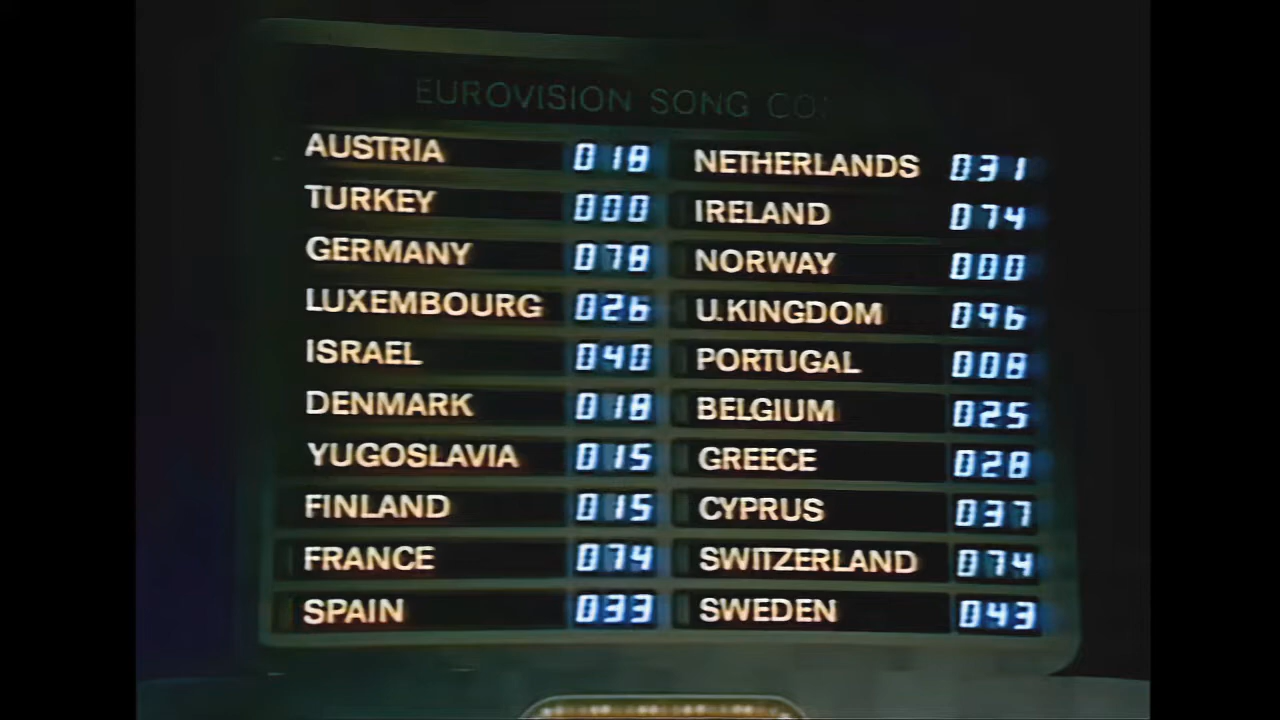 EUROVISION SONG CO
AUSTRIA 018 NETHERLANDS 031
TURKEY 000 IRELAND 074
GERMANY 078 NORWAY 000
LUXEMBOURG 026 U.KINGDOM 096
ISRAEL 040 PORTUGAL 008
DENMARK 018 BELGIUM 025
YUGOSLAVIA 015 GREECE 028
FINLAND 015 CYPRUS 037
FRANCE 074 SWITZERLAND 074
SPAIN 033 SWEDEN 043